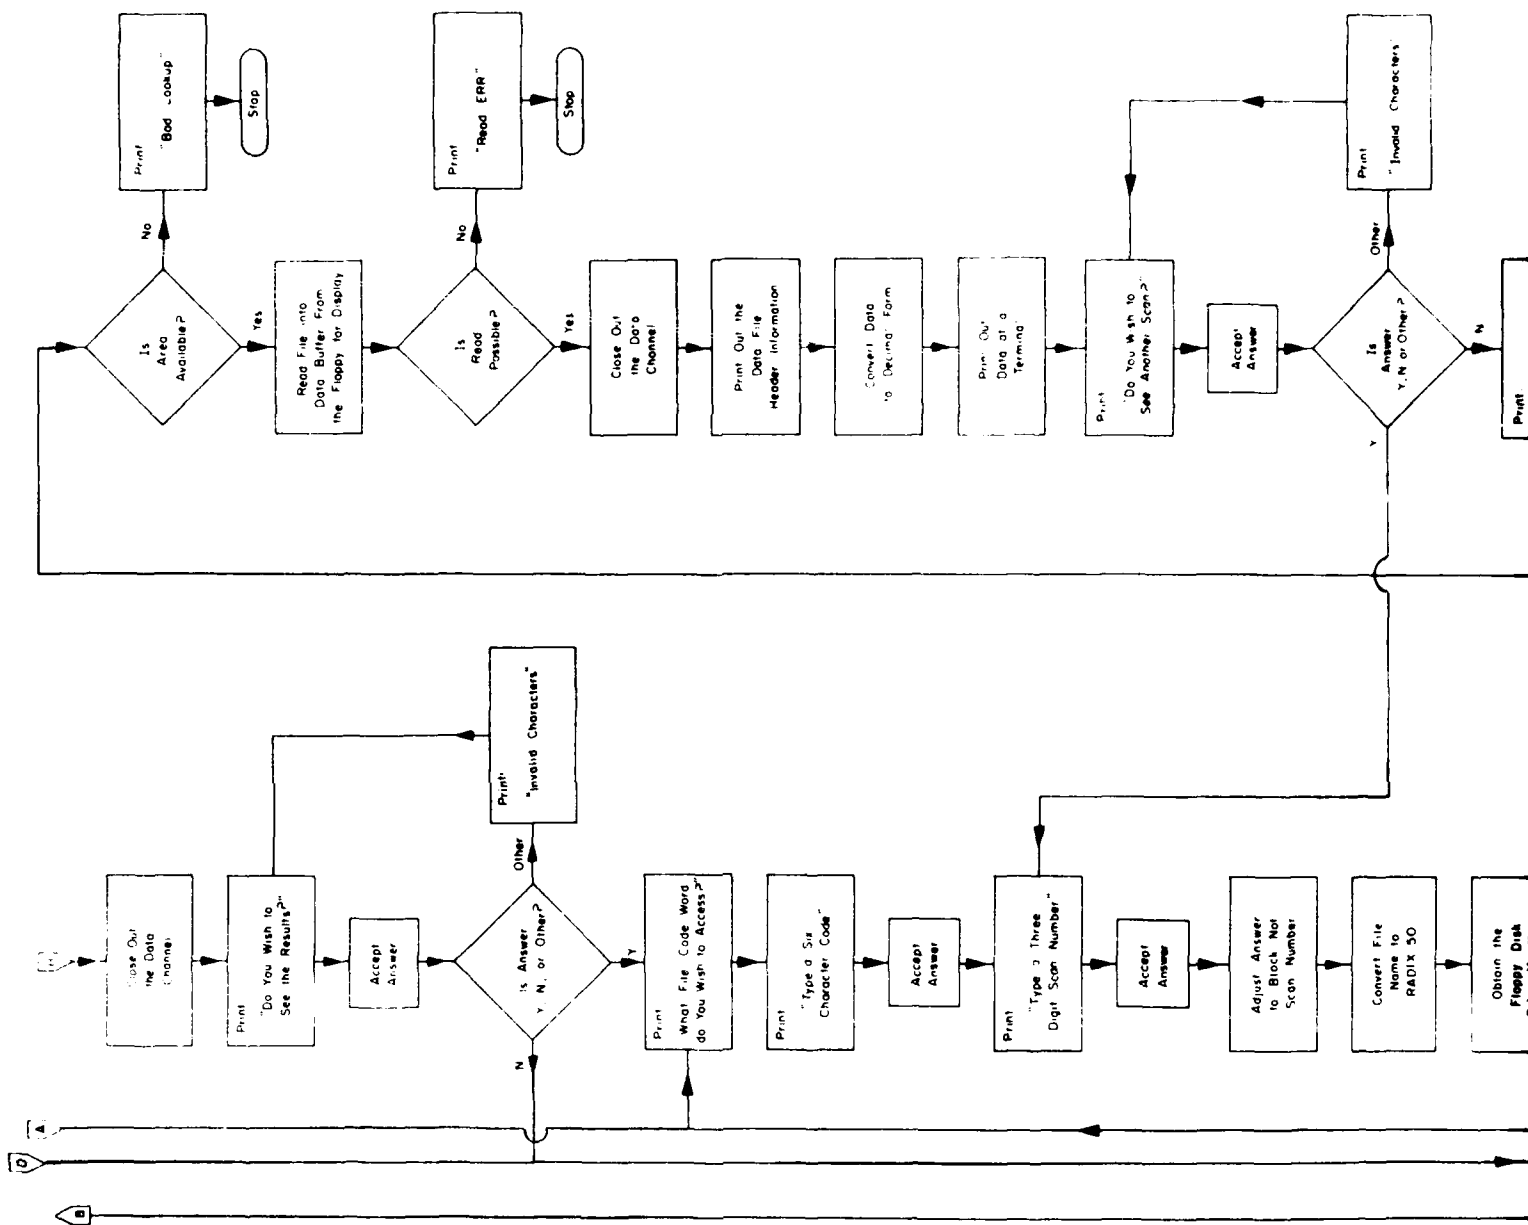 Print
"Bad Lookup"
Stop
No
Is
Area
Available?
Yes
Read File into
Data Buffer From
the Floppy for Display
Print
"Read ERR"
Stop
No
Is
Read
Possible?
Yes
Close Out
the Data
Channel
Print Out the
Data File
Header Information
Convert Data
to Decimal Form
Print Out
Data at a
Terminal
Print
"Do You Wish to
See Another Scan?"
Accept
Answer
Print
"Invalid Characters"
Other
Is
Answer
Y, N or Other?
Y
N
Print
Close Out
the Data
Channel
Print
"Do You Wish to
See the Results?"
Accept
Answer
Print
"Invalid Characters"
Other
Is Answer
Y, N, or Other?
N
Y
Print
What File Code Word
do You Wish to Access?"
Print
"Type a Six
Character Code"
Accept
Answer
Print
"Type a Three
Digit Scan Number"
Accept
Answer
Adjust Answer
to Block Not
Scan Number
Convert File
Name to
RADIX 50
Obtain the
Floppy Disk
A
D
B